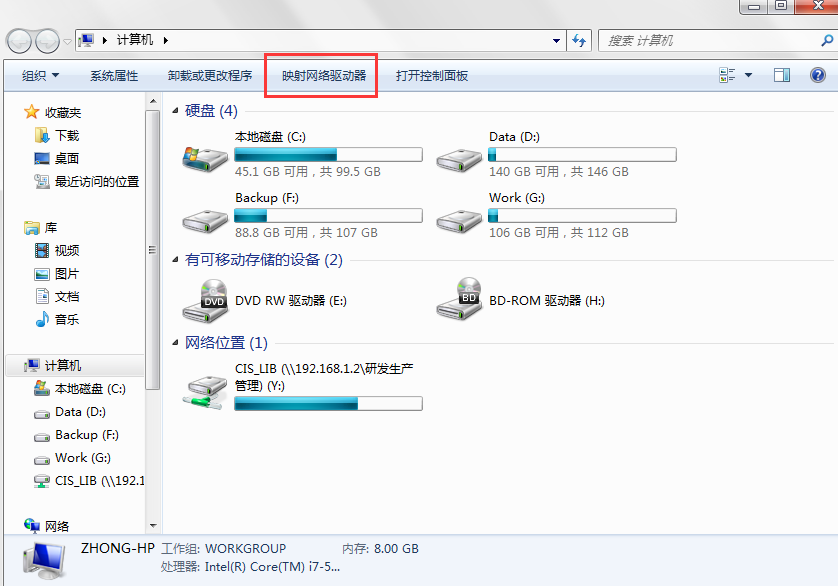 计算机
搜索 计算机
组织 系统属性 卸载或更改程序 映射网络驱动器 打开控制面板
收藏夹
下载
桌面
最近访问的位置
库
视频
图片
文档
音乐
计算机
本地磁盘 (C:)
Data (D:)
Backup (F:)
Work (G:)
CIS_LIB (\\192.1
网络
硬盘 (4)
本地磁盘 (C:)
45.1 GB 可用，共 99.5 GB
Data (D:)
140 GB 可用，共 146 GB
Backup (F:)
88.8 GB 可用，共 107 GB
Work (G:)
106 GB 可用，共 112 GB
有可移动存储的设备 (2)
DVD
DVD RW 驱动器 (E:)
BD
BD-ROM 驱动器 (H:)
网络位置 (1)
CIS_LIB (\\192.168.1.2\研发生产
管理) (Y:)
ZHONG-HP 工作组: WORKGROUP 内存: 8.00 GB
处理器: Intel(R) Core(TM) i7-5...